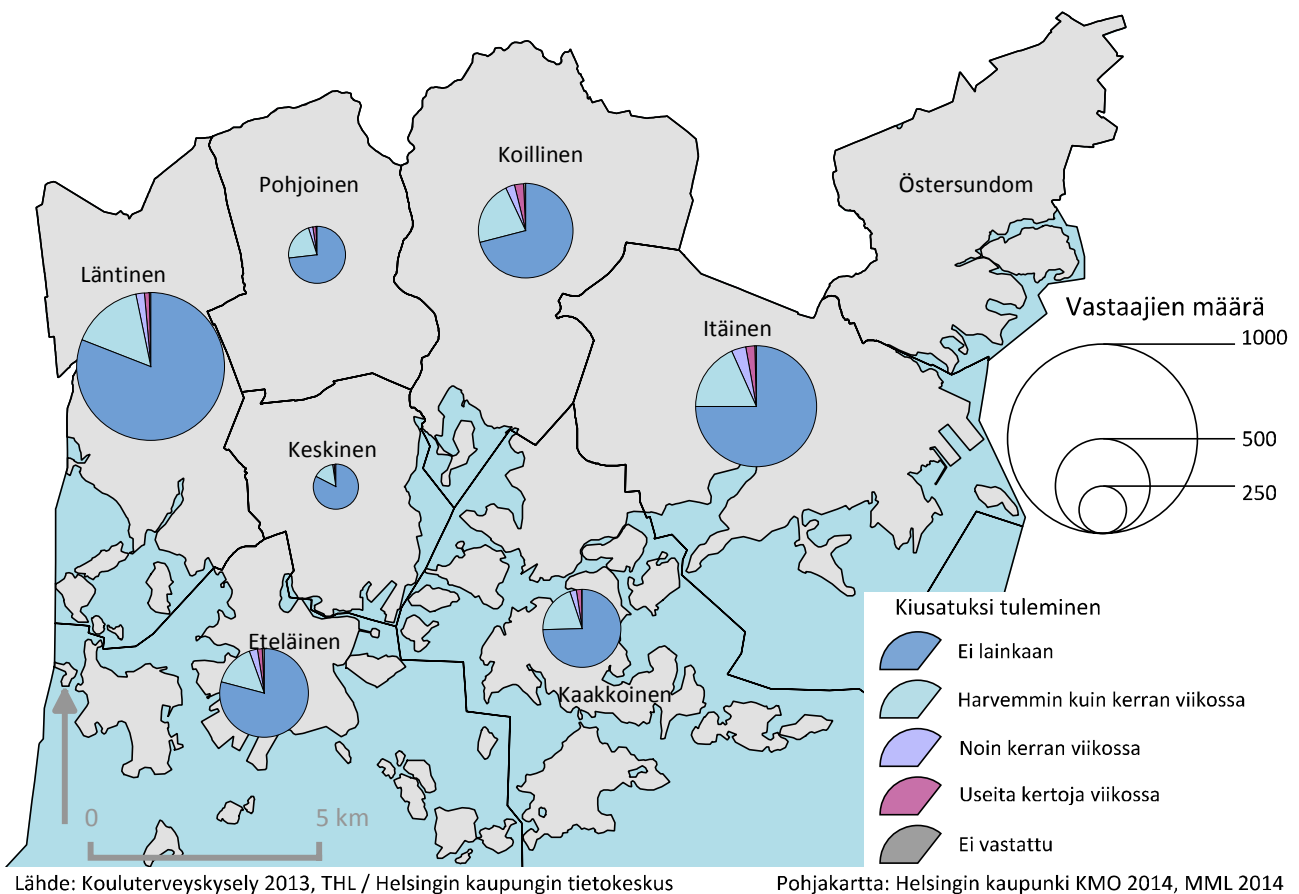 Koillinen
Pohjoinen
Östersundom
Läntinen
Vastaajien määrä
1000
Itäinen
500
Keskinen
250
Kiusatuksi tuleminen
Eteläinen
Ei lainkaan
Kaakkoinen
Harvemmin kuin kerran viikossa
Noin kerran viikossa
Useita kertoja viikossa
0 5 km
Ei vastattu
Lähde: Kouluterveyskysely 2013, THL / Helsingin kaupungin tietokeskus
Pohjakartta: Helsingin kaupunki KMO 2014, MML 2014